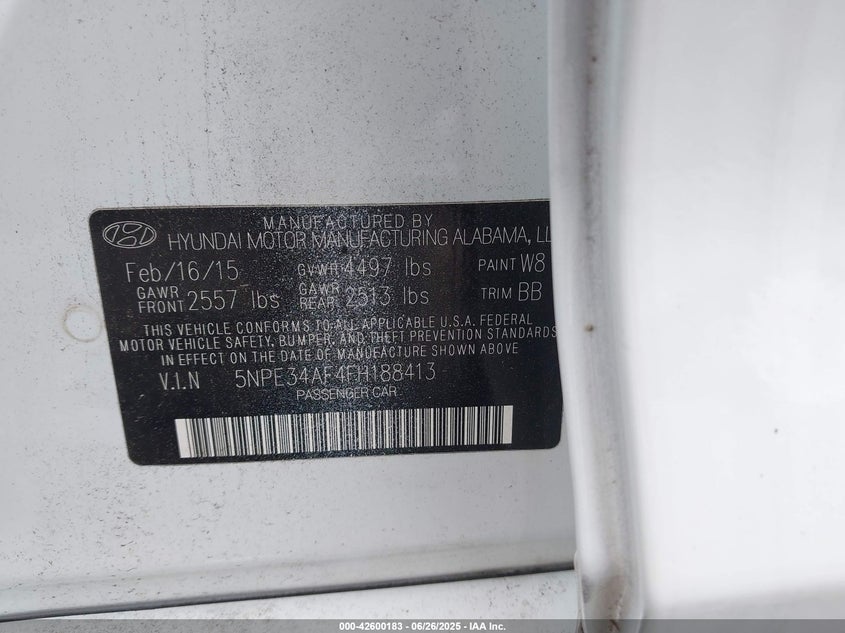 MANUFACTURED BY
HYUNDAI MOTOR MANUFACTURING ALABAMA, LL
Feb/16/15 GVWR 4497 lbs PAINT W8
GAWR FRONT 2557 lbs GAWR REAR 2513 lbs TRIM BB
THIS VEHICLE CONFORMS TO ALL APPLICABLE U.S.A. FEDERAL
MOTOR VEHICLE SAFETY, BUMPER, AND THEFT PREVENTION STANDARDS
IN EFFECT ON THE DATE OF MANUFACTURE SHOWN ABOVE
V.I.N 5NPE34AF4FH188413
PASSENGER CAR
000-42600183 - 06/26/2025 - IAA Inc.